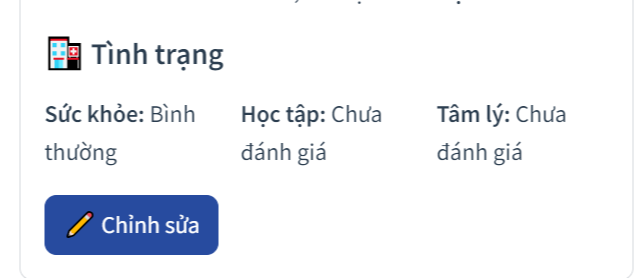 Tình trạng
Sức khỏe: Bình Học tập: Chưa Tâm lý: Chưa
thường đánh giá đánh giá
Chỉnh sửa